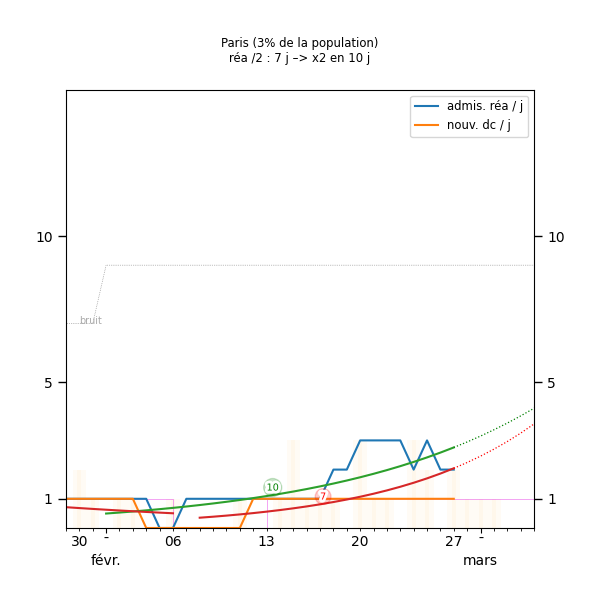 Paris (3% de la population)
réa /2 : 7 j –> x2 en 10 j
admis. réa / j
nouv. dc / j
10 10
bruit
5 5
10
7
1 1
30 - 06 13 20 27 -
févr. mars